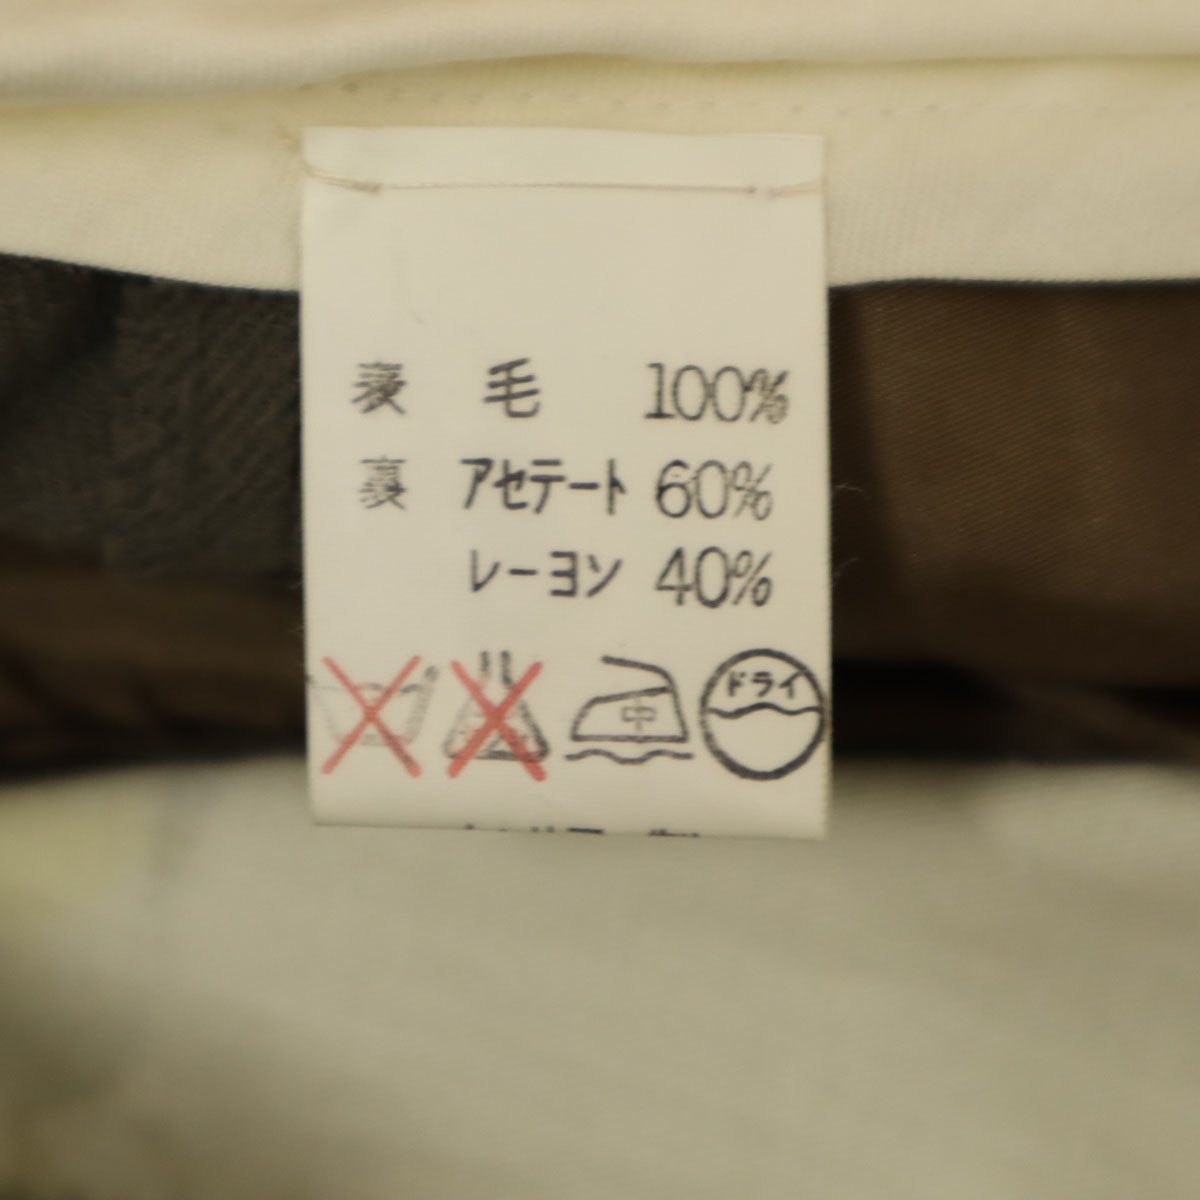 表 毛 100%
裏 アセテート 60%
レーヨン 40%
中 ドライ